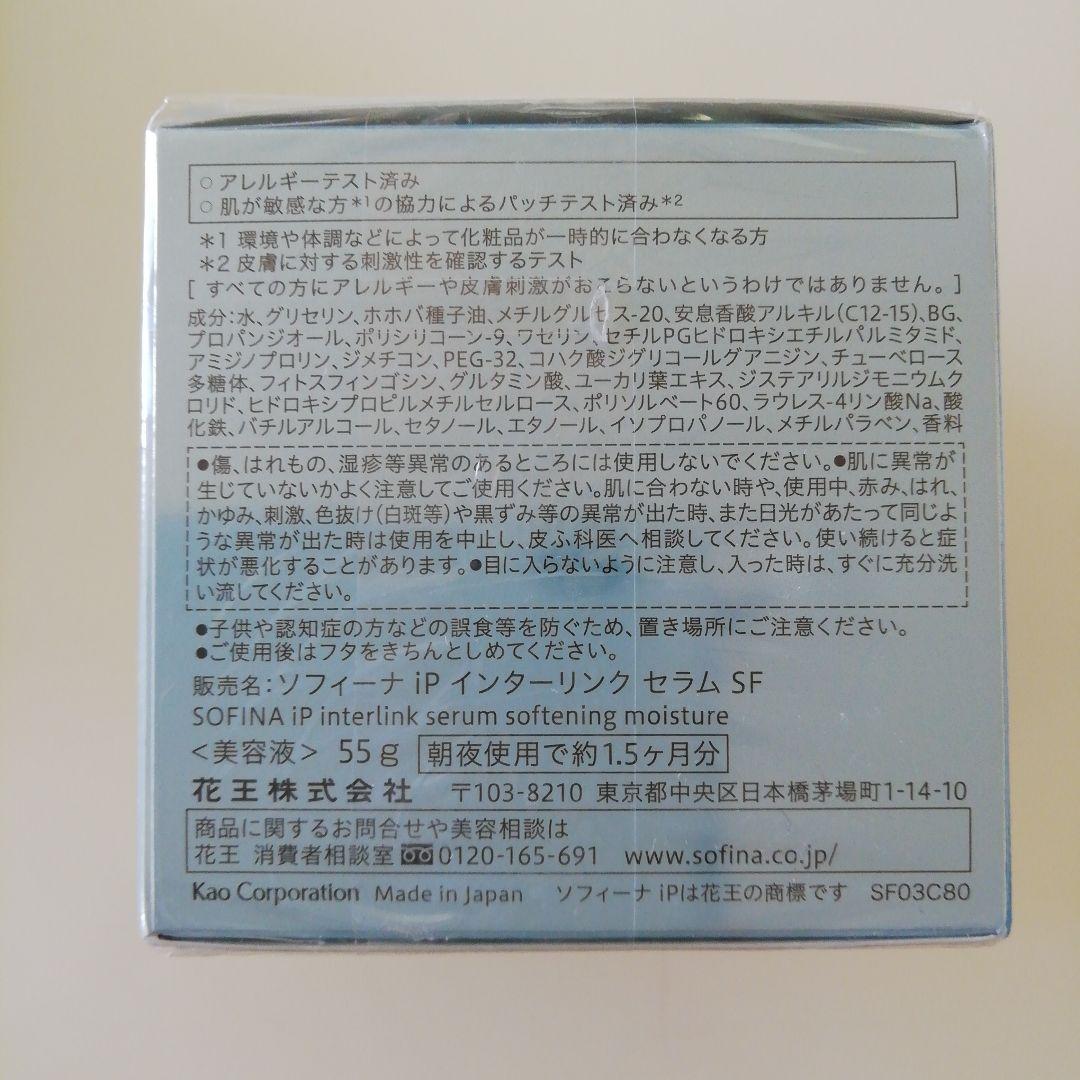 ○ アレルギーテスト済み
○ 肌が敏感な方*1の協力によるパッチテスト済み*2
*1 環境や体調などによって化粧品が一時的に合わなくなる方
*2 皮膚に対する刺激性を確認するテスト
[ すべての方にアレルギーや皮膚刺激がおこらないというわけではありません。]
成分:水、グリセリン、ホホバ種子油、メチルグルセス-20、安息香酸アルキル(C12-15)、BG、
プロパンジオール、ポリシリコーン-9、ワセリン、セチルPGヒドロキシエチルパルミタミド、
アミジノプロリン、ジメチコン、PEG-32、コハク酸ジグリコールグアニジン、チューベロース
多糖体、フィトスフィンゴシン、グルタミン酸、ユーカリ葉エキス、ジステアリルジモニウムク
ロリド、ヒドロキシプロピルメチルセルロース、ポリソルベート60、ラウレス-4リン酸Na、酸
化鉄、バチルアルコール、セタノール、エタノール、イソプロパノール、メチルパラベン、香料
●傷、はれもの、湿疹等異常のあるところには使用しないでください。●肌に異常が
生じていないかよく注意してご使用ください。肌に合わない時や、使用中、赤み、はれ、
かゆみ、刺激、色抜け(白斑等)や黒ずみ等の異常が出た時、また日光があたって同じよ
うな異常が出た時は使用を中止し、皮ふ科医へ相談してください。使い続けると症
状が悪化することがあります。●目に入らないように注意し、入った時は、すぐに充分洗
い流してください。
●子供や認知症の方などの誤食等を防ぐため、置き場所にご注意ください。
●ご使用後はフタをきちんとしめてください。
販売名:ソフィーナ iP インターリンク セラム SF
SOFINA iP interlink serum softening moisture
<美容液> 55g 朝夜使用で約1.5ヶ月分
花王株式会社 〒103-8210 東京都中央区日本橋茅場町1-14-10
商品に関するお問合せや美容相談は
花王 消費者相談室 0120-165-691 www.sofina.co.jp/
Kao Corporation Made in Japan ソフィーナ iPは花王の商標です SF03C80